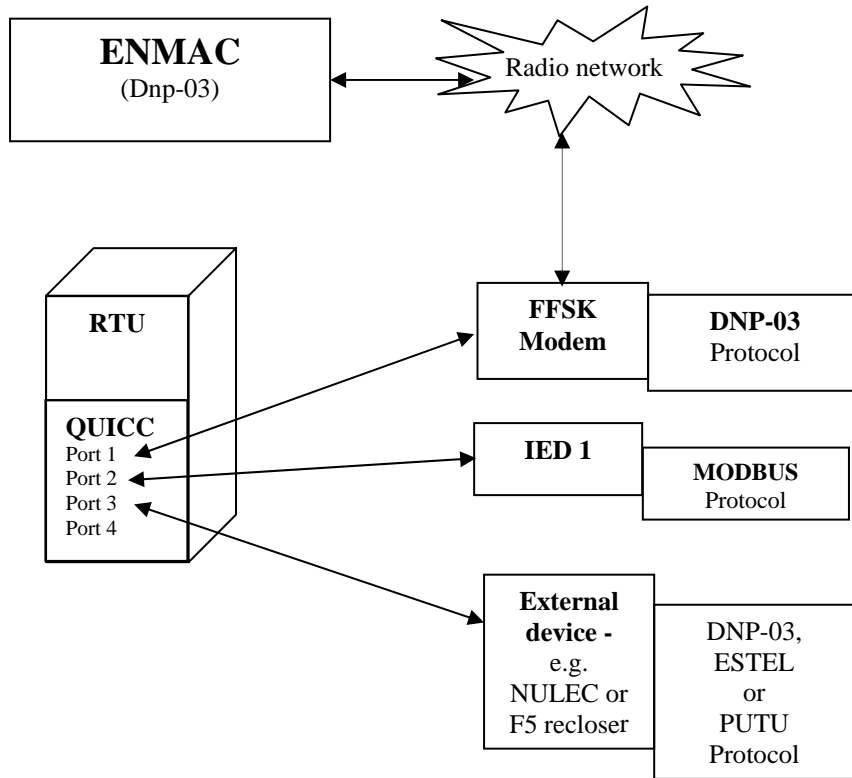 ENMAC
(Dnp-03)
Radio network
RTU
QUICC
Port 1
Port 2
Port 3
Port 4
FFSK
Modem
DNP-03
Protocol
IED 1
MODBUS
Protocol
External
device -
e.g.
NULEC or
F5 recloser
DNP-03,
ESTEL
or
PUTU
Protocol